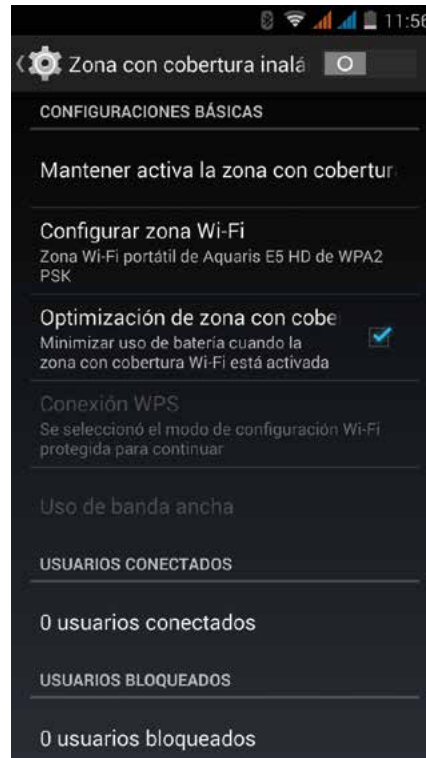 11:56
Zona con cobertura inalá
CONFIGURACIONES BÁSICAS
Mantener activa la zona con cobertur
Configurar zona Wi-Fi
Zona Wi-Fi portátil de Aquaris E5 HD de WPA2
PSK
Optimización de zona con cobe
Minimizar uso de batería cuando la
zona con cobertura Wi-Fi está activada
Conexión WPS
Se seleccionó el modo de configuración Wi-Fi
protegida para continuar
Uso de banda ancha
USUARIOS CONECTADOS
0 usuarios conectados
USUARIOS BLOQUEADOS
0 usuarios bloqueados